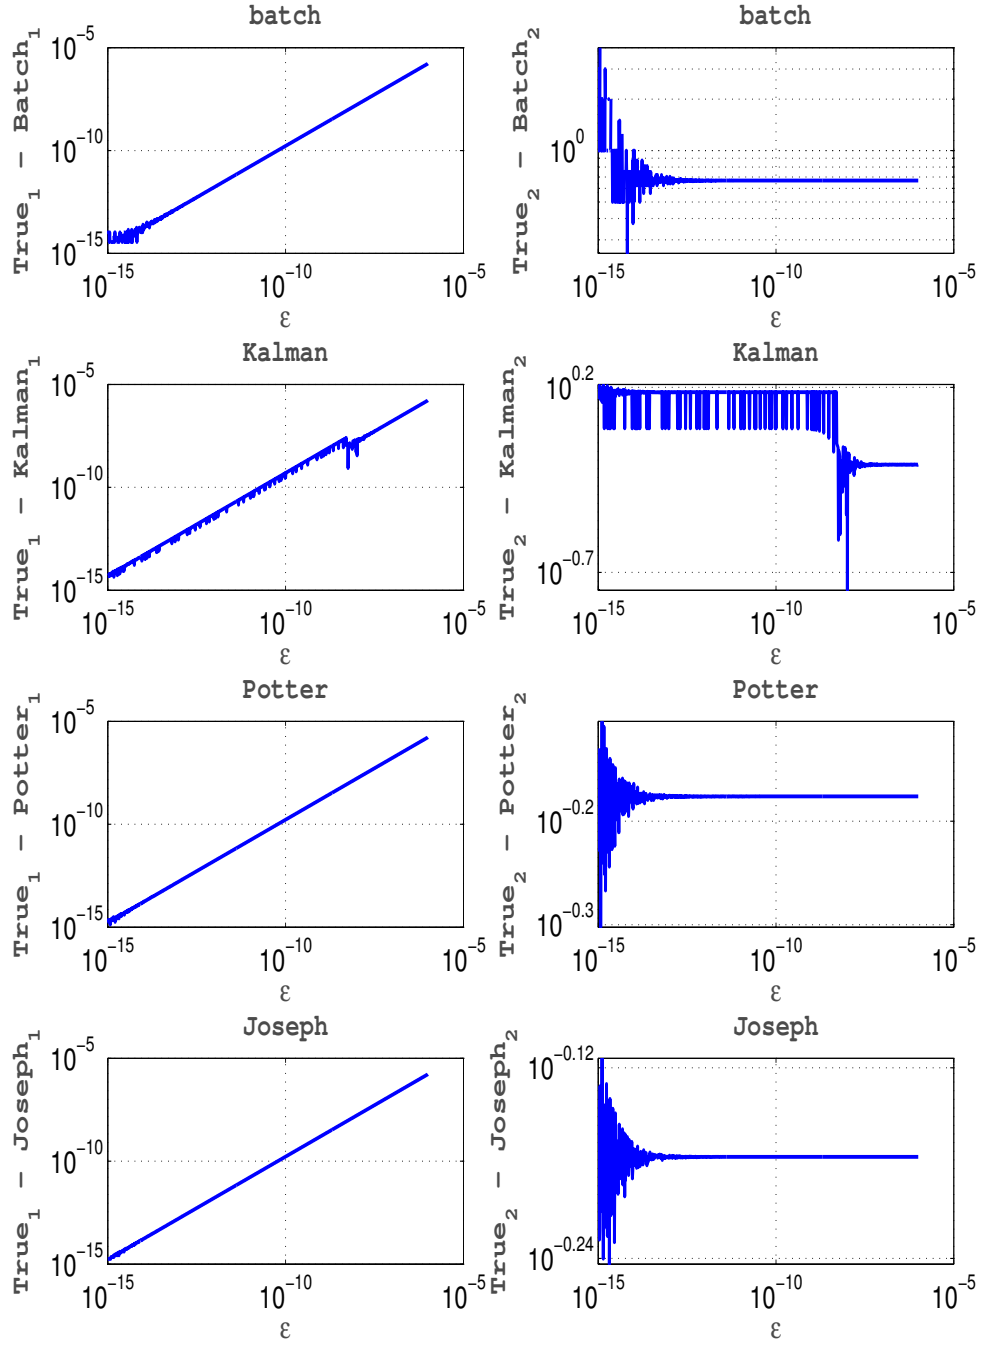 batch
True₁ − Batch₁
10⁻⁵
10⁻¹⁰
10⁻¹⁵
10⁻¹⁵ 10⁻¹⁰ 10⁻⁵
ε
batch
True₂ − Batch₂
10⁰
10⁻¹⁵ 10⁻¹⁰ 10⁻⁵
ε
Kalman
True₁ − Kalman₁
10⁻⁵
10⁻¹⁰
10⁻¹⁵
10⁻¹⁵ 10⁻¹⁰ 10⁻⁵
ε
Kalman
True₂ − Kalman₂
10⁰·²
10⁻⁰·⁷
10⁻¹⁵ 10⁻¹⁰ 10⁻⁵
ε
Potter
True₁ − Potter₁
10⁻⁵
10⁻¹⁰
10⁻¹⁵
10⁻¹⁵ 10⁻¹⁰ 10⁻⁵
ε
Potter
True₂ − Potter₂
10⁻⁰·²
10⁻⁰·³
10⁻¹⁵ 10⁻¹⁰ 10⁻⁵
ε
Joseph
True₁ − Joseph₁
10⁻⁵
10⁻¹⁰
10⁻¹⁵
10⁻¹⁵ 10⁻¹⁰ 10⁻⁵
ε
Joseph
True₂ − Joseph₂
10⁻⁰·¹²
10⁻⁰·²⁴
10⁻¹⁵ 10⁻¹⁰ 10⁻⁵
ε